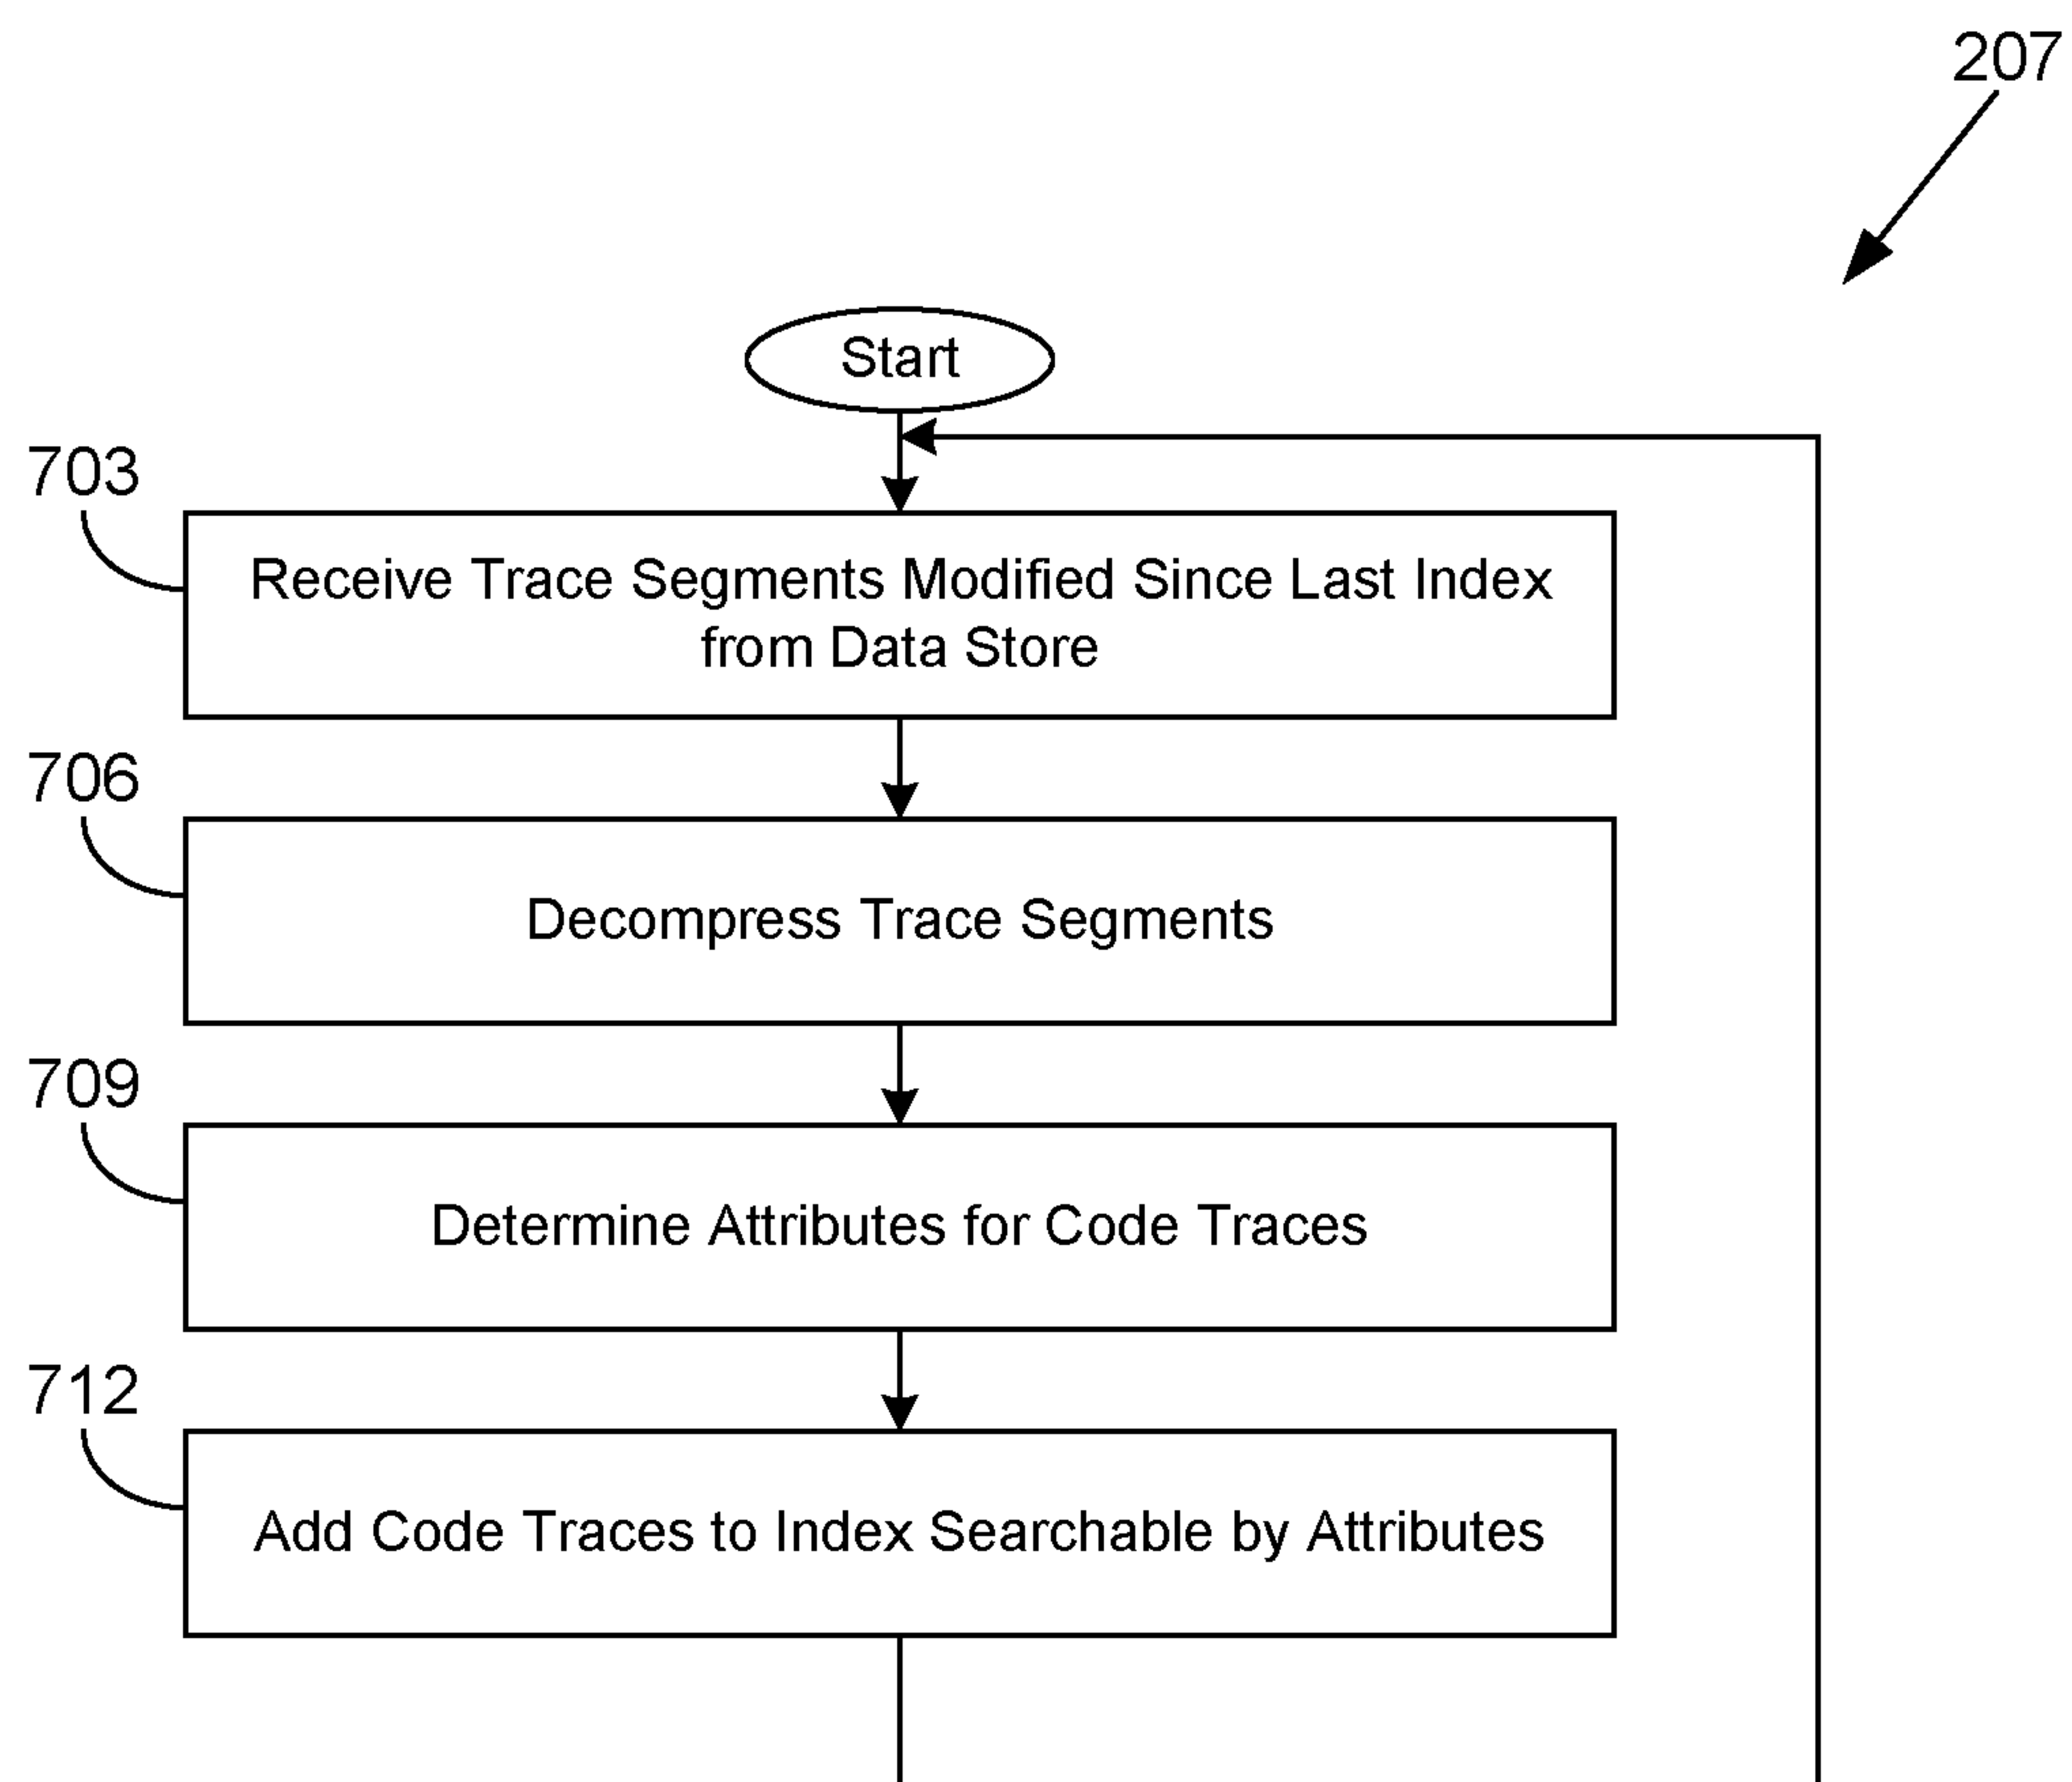 207
Start
703
Receive Trace Segments Modified Since Last Index
from Data Store
706
Decompress Trace Segments
709
Determine Attributes for Code Traces
712
Add Code Traces to Index Searchable by Attributes